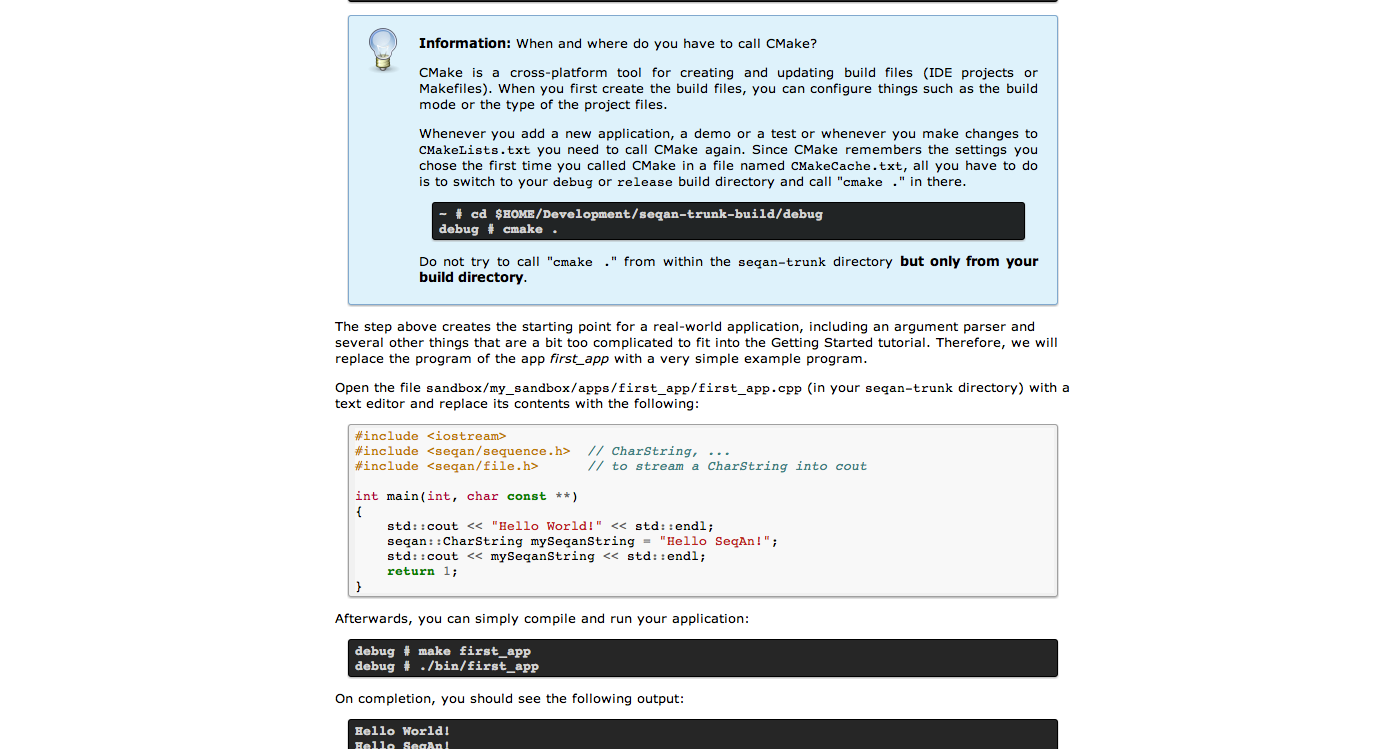 Information: When and where do you have to call CMake?
CMake is a cross-platform tool for creating and updating build files (IDE projects or
Makefiles). When you first create the build files, you can configure things such as the build
mode or the type of the project files.
Whenever you add a new application, a demo or a test or whenever you make changes to
CMakeLists.txt you need to call CMake again. Since CMake remembers the settings you
chose the first time you called CMake in a file named CMakeCache.txt, all you have to do
is to switch to your debug or release build directory and call "cmake ." in there.
~ # cd $HOME/Development/seqan-trunk-build/debug
debug # cmake .
Do not try to call "cmake ." from within the seqan-trunk directory but only from your
build directory.
The step above creates the starting point for a real-world application, including an argument parser and
several other things that are a bit too complicated to fit into the Getting Started tutorial. Therefore, we will
replace the program of the app first_app with a very simple example program.
Open the file sandbox/my_sandbox/apps/first_app/first_app.cpp (in your seqan-trunk directory) with a
text editor and replace its contents with the following:
#include <iostream>
#include <seqan/sequence.h>  // CharString, ...
#include <seqan/file.h>      // to stream a CharString into cout
int main(int, char const **)
{
    std::cout << "Hello World!" << std::endl;
    seqan::CharString mySeqanString = "Hello SeqAn!";
    std::cout << mySeqanString << std::endl;
    return 1;
}
Afterwards, you can simply compile and run your application:
debug # make first_app
debug # ./bin/first_app
On completion, you should see the following output:
Hello World!
Hello SeqAn!